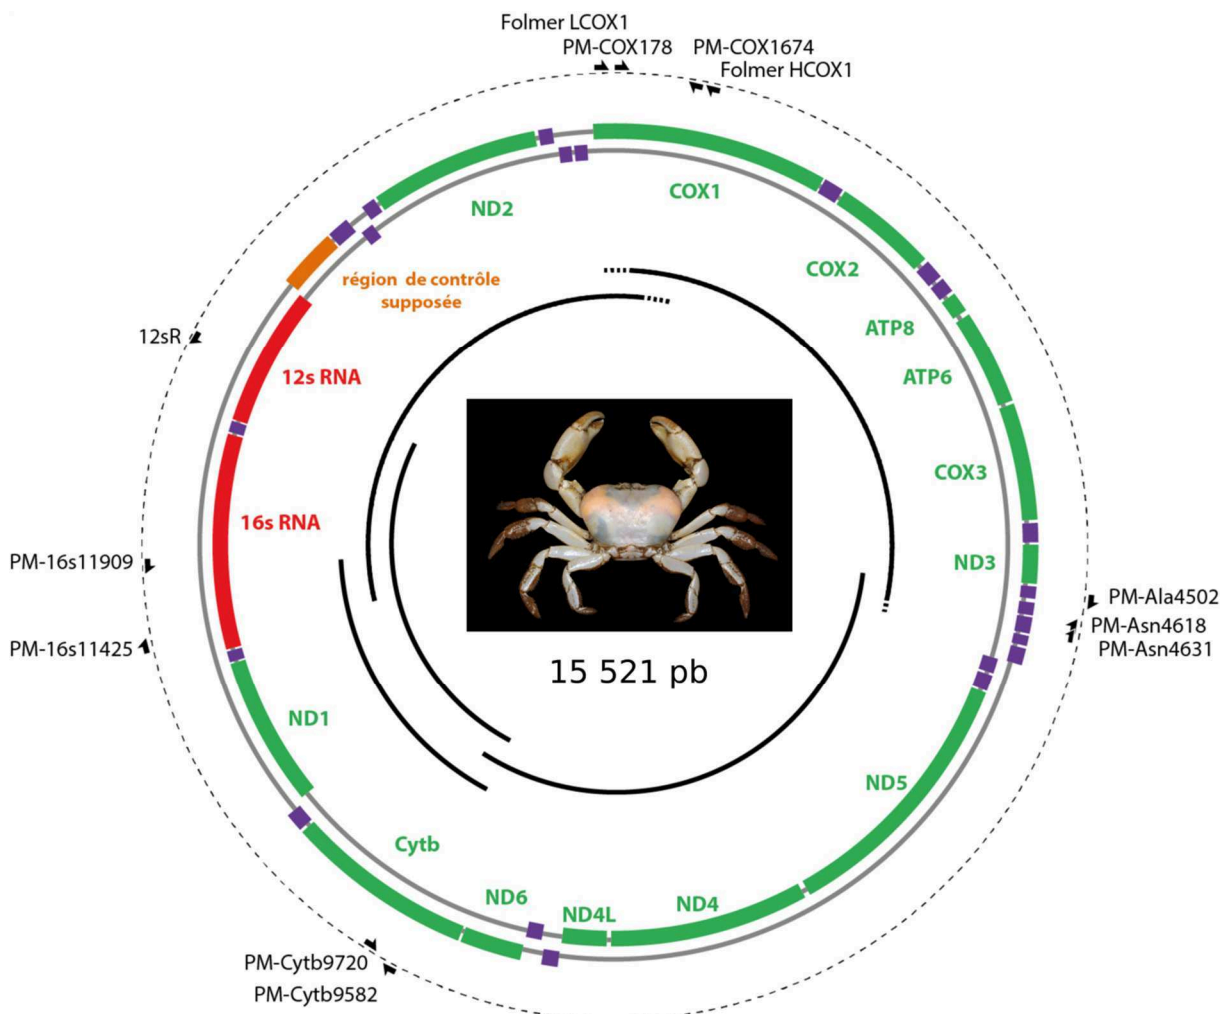 Folmer LCOX1
PM-COX178
PM-COX1674
Folmer HCOX1
COX1
ND2
COX2
région de contrôle
supposée
ATP8
12sR
12s RNA
ATP6
COX3
16s RNA
PM-16s11909
ND3
PM-Ala4502
PM-Asn4618
PM-16s11425
PM-Asn4631
15 521 pb
ND1
ND5
Cytb
ND6
ND4L
ND4
PM-Cytb9720
PM-Cytb9582